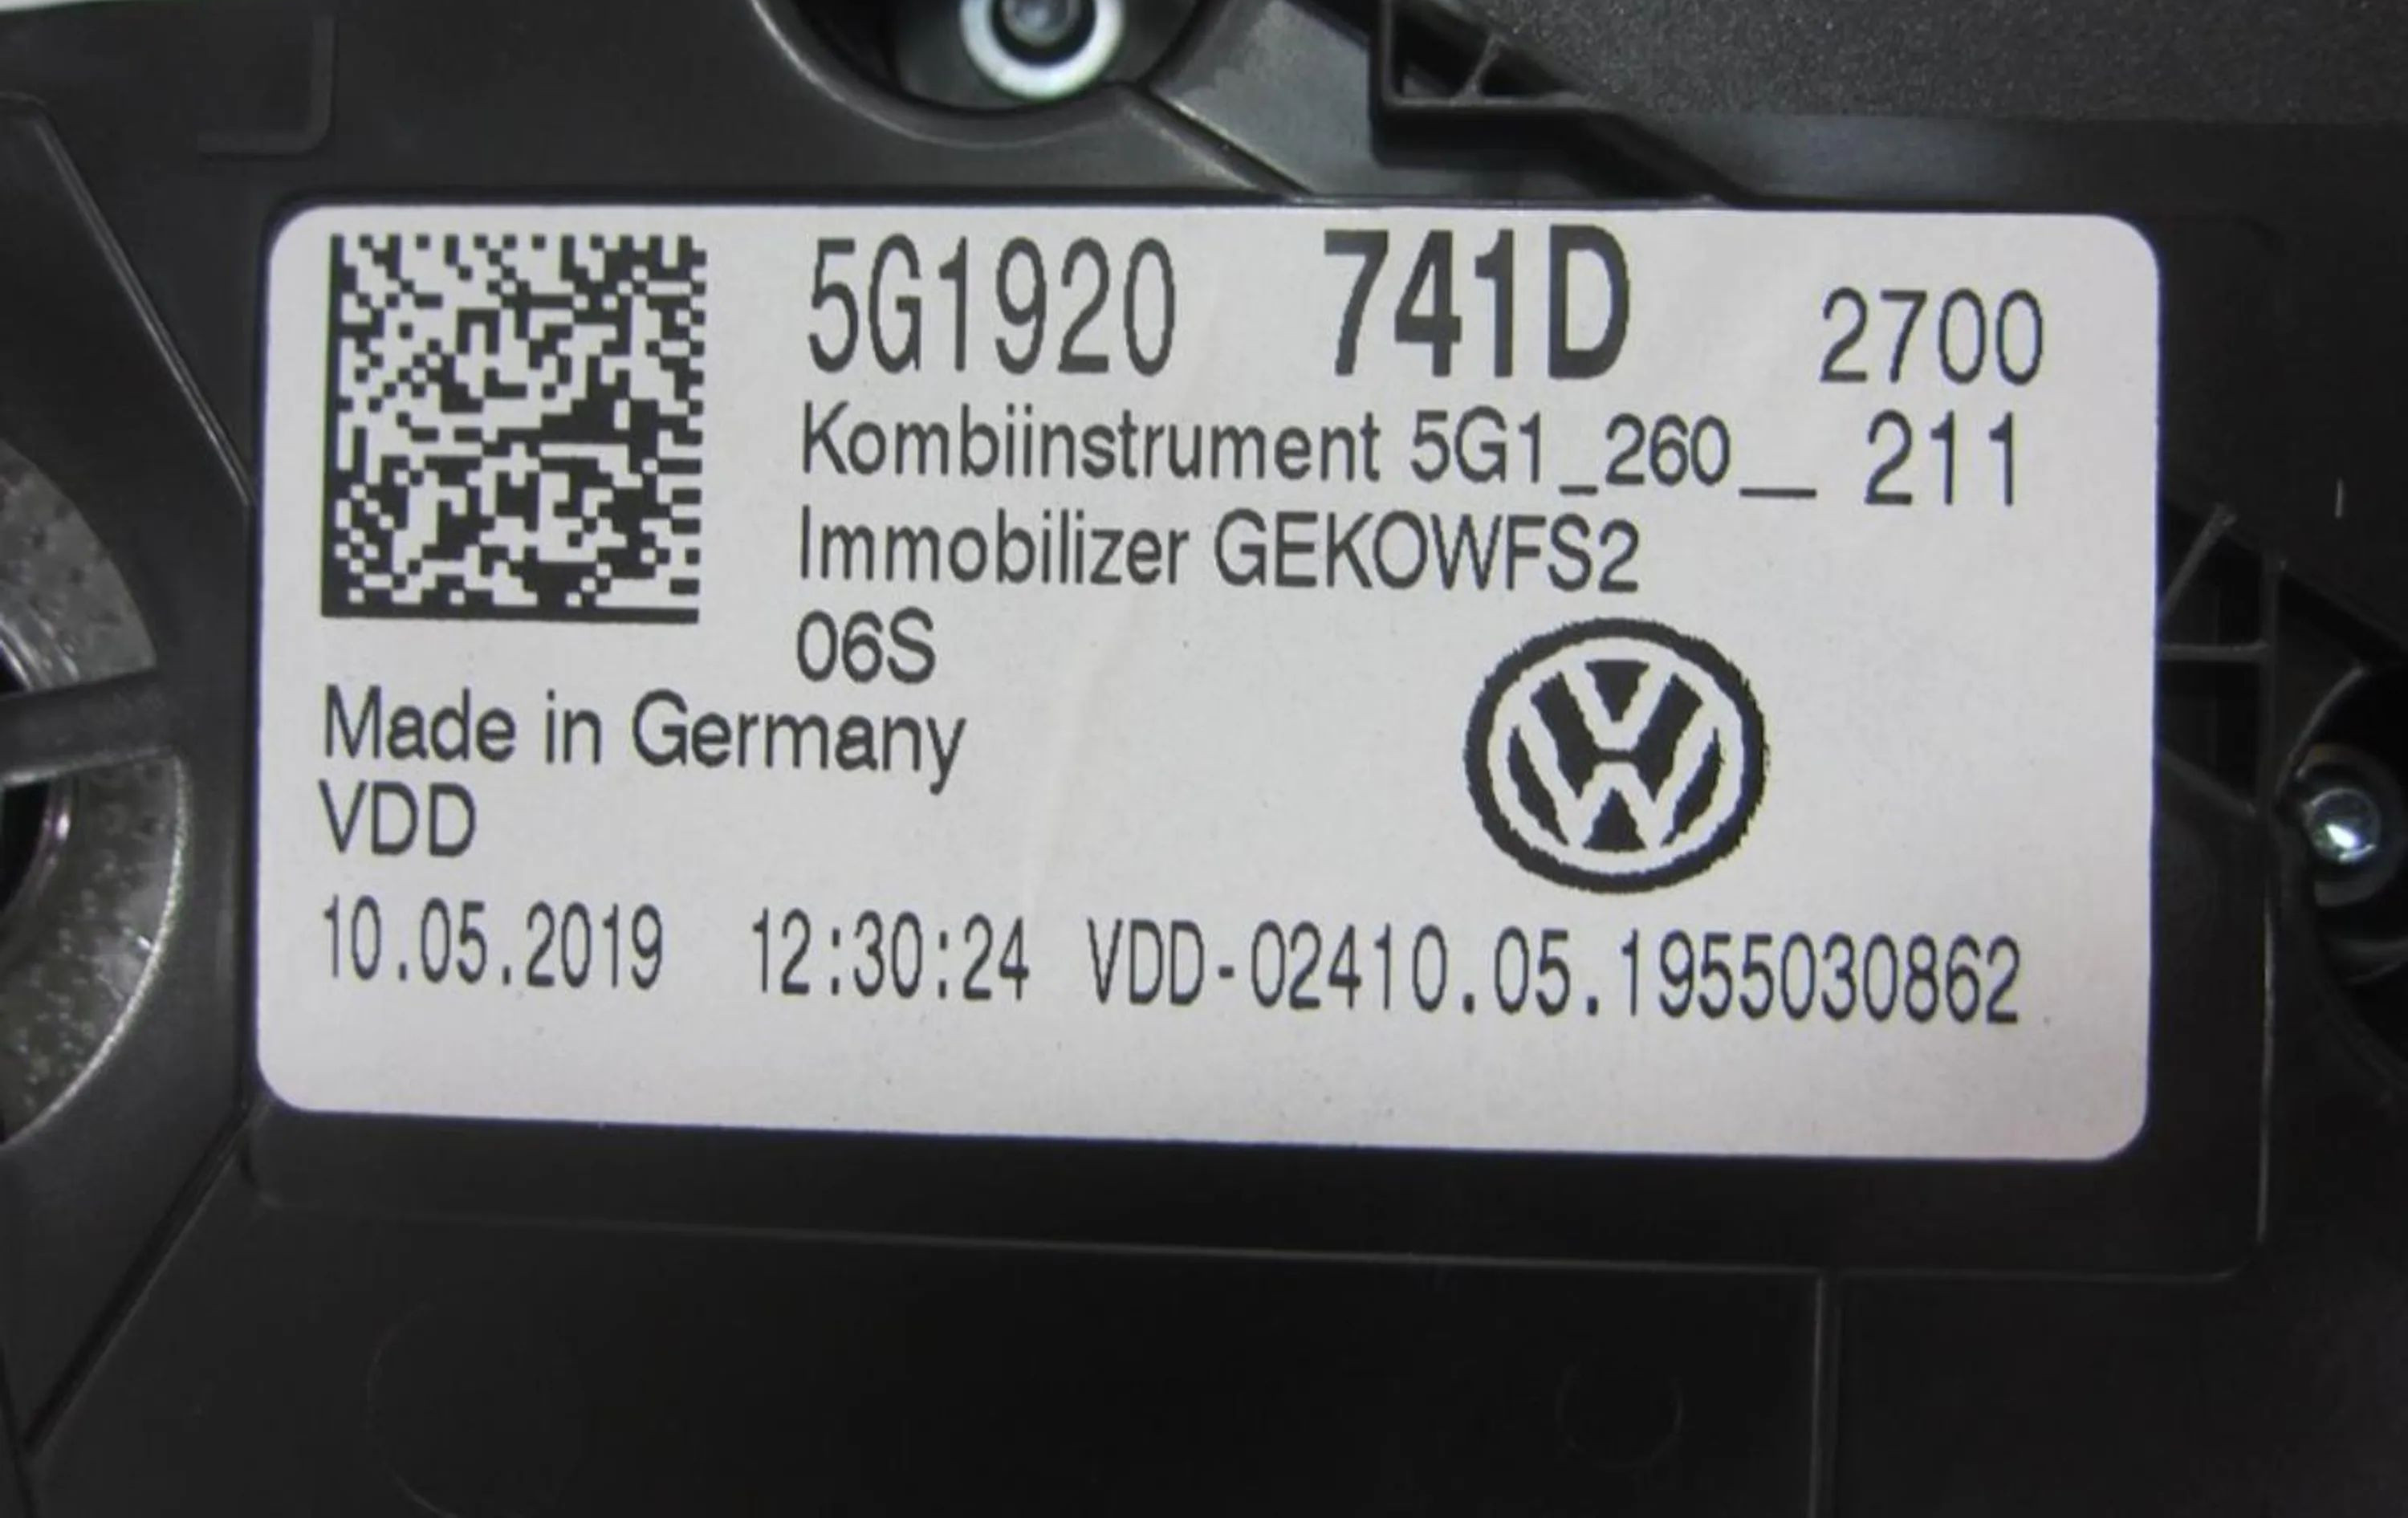 5G1920 741D 2700
Kombiinstrument 5G1_260__ 211
Immobilizer GEKOWFS2
06S
Made in Germany
VDD
10.05.2019 12:30:24 VDD-02410.05.1955030862